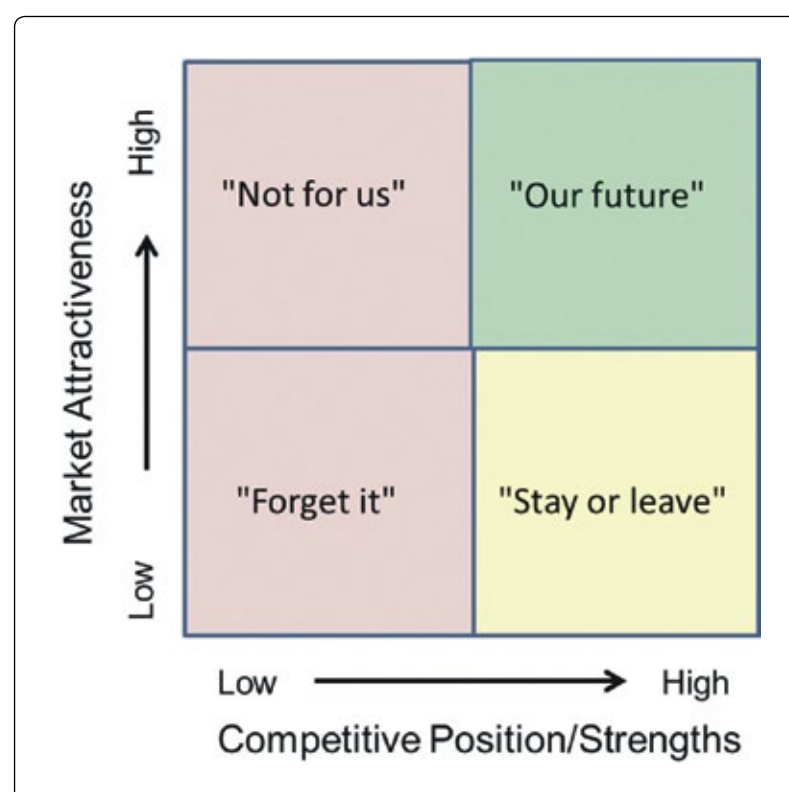 High
"Not for us"
"Our future"
Market Attractiveness
"Forget it"
"Stay or leave"
Low
Low
High
Competitive Position/Strengths